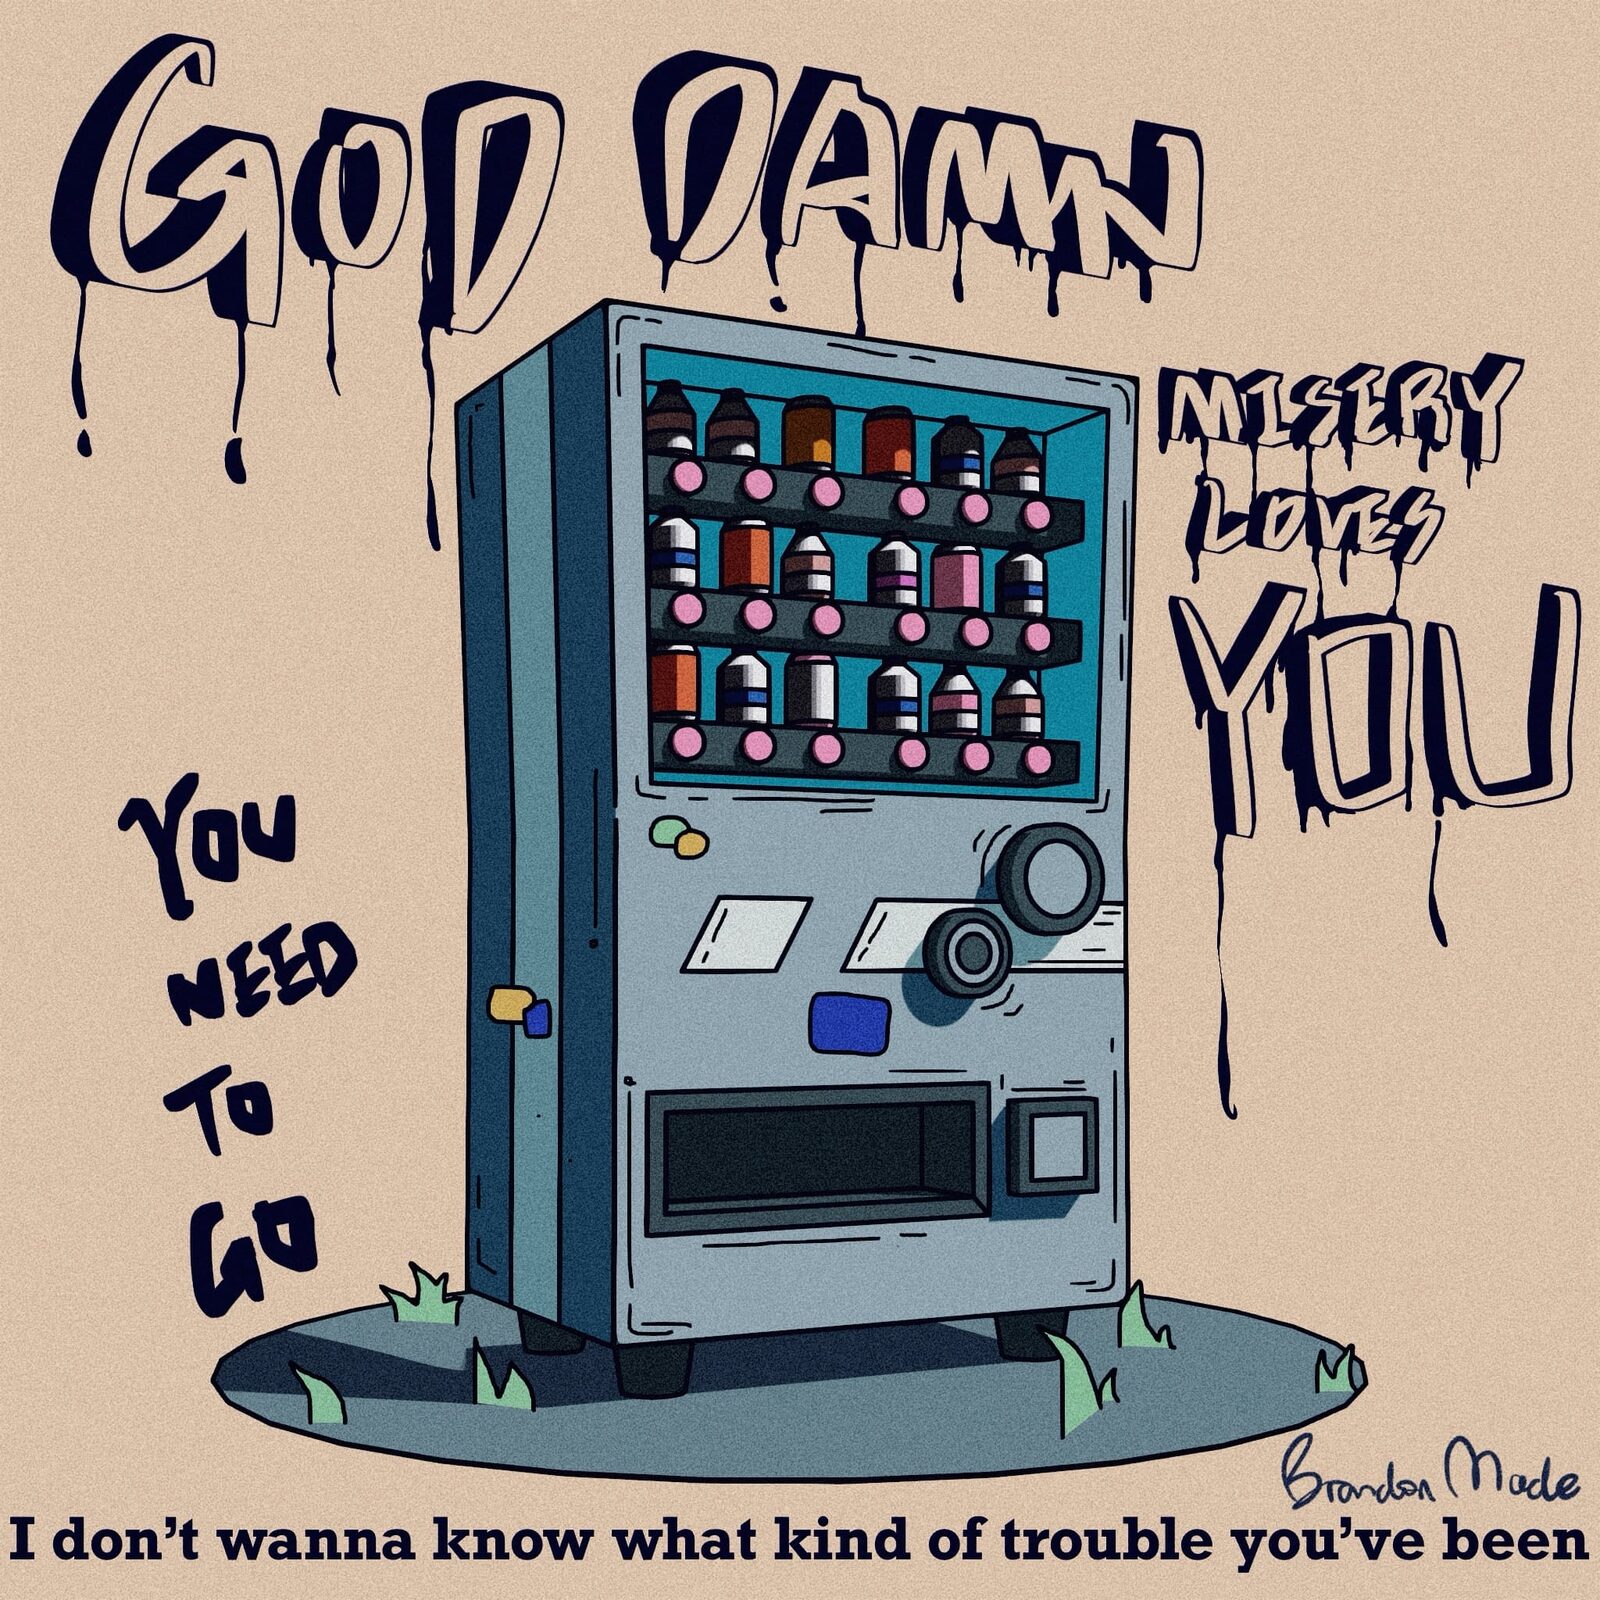 GOD DAMN
MISERY
LOVES
YOU
YOU
NEED
TO
GO
Brandon Made
I don’t wanna know what kind of trouble you’ve been